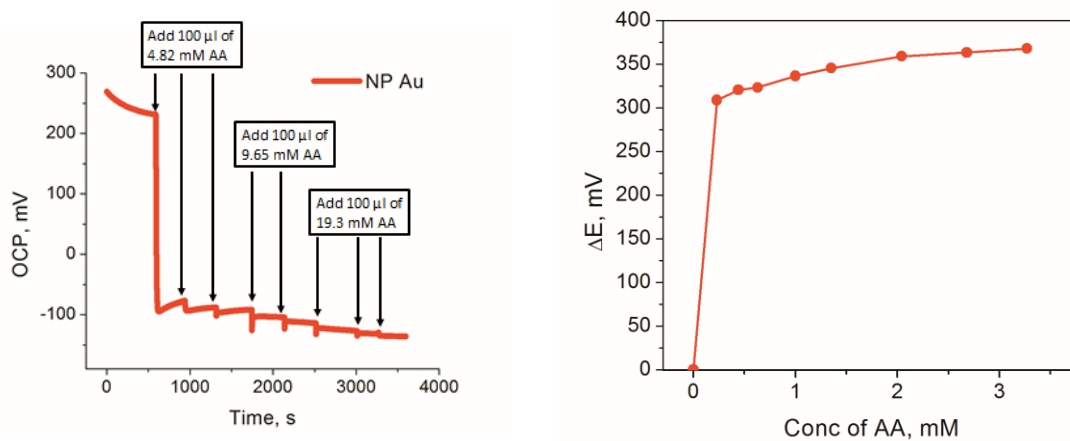 Add 100 µl of
4.82 mM AA
NP Au
Add 100 µl of
9.65 mM AA
Add 100 µl of
19.3 mM AA
300
200
100
0
-100
OCP, mV
0
1000
2000
3000
4000
Time, s
400
350
300
250
200
150
100
50
0
ΔE, mV
0
1
2
3
Conc of AA, mM